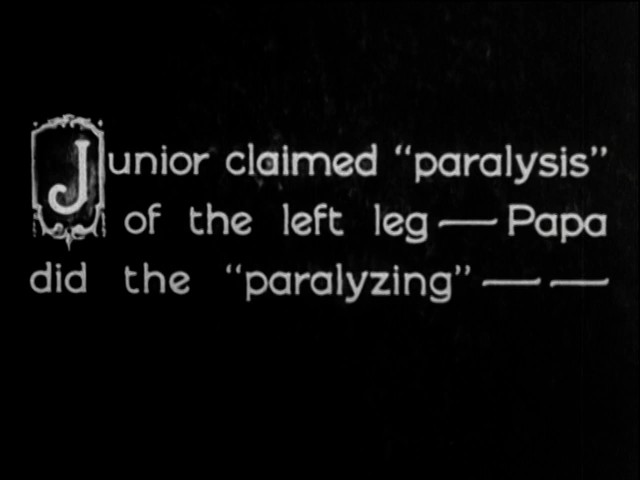 Junior claimed “paralysis”
of the left leg — Papa
did the “paralyzing” — —